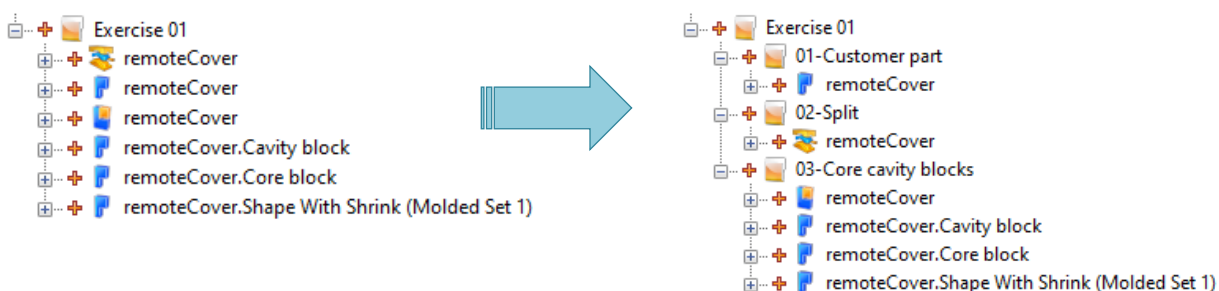 Exercise 01
remoteCover
remoteCover
remoteCover
remoteCover.Cavity block
remoteCover.Core block
remoteCover.Shape With Shrink (Molded Set 1)
Exercise 01
01-Customer part
remoteCover
02-Split
remoteCover
03-Core cavity blocks
remoteCover
remoteCover.Cavity block
remoteCover.Core block
remoteCover.Shape With Shrink (Molded Set 1)